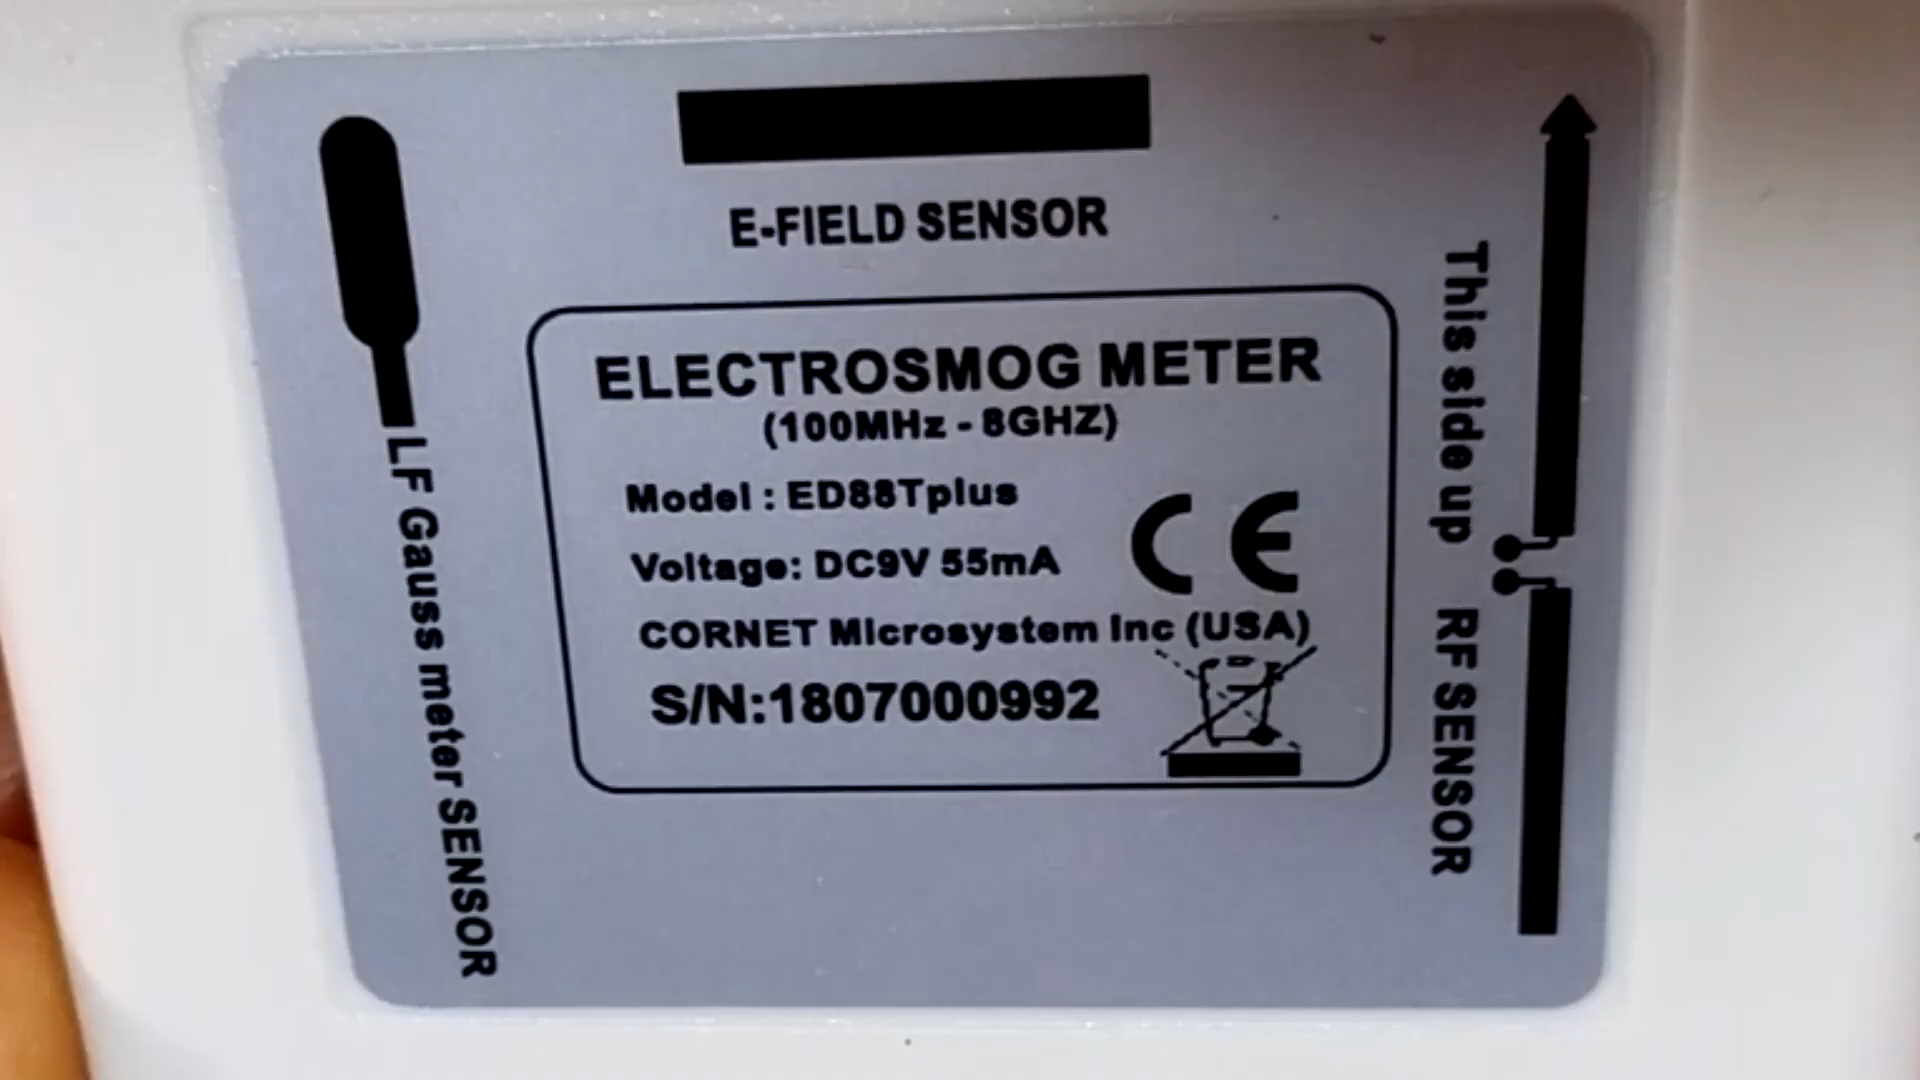 E-FIELD SENSOR
LF Gauss meter SENSOR
ELECTROSMOG METER
(100MHz - 8GHZ)
Model : ED88Tplus
Voltage: DC9V 55mA
CE
CORNET Microsystem Inc (USA)
S/N:1807000992
This side up
RF SENSOR